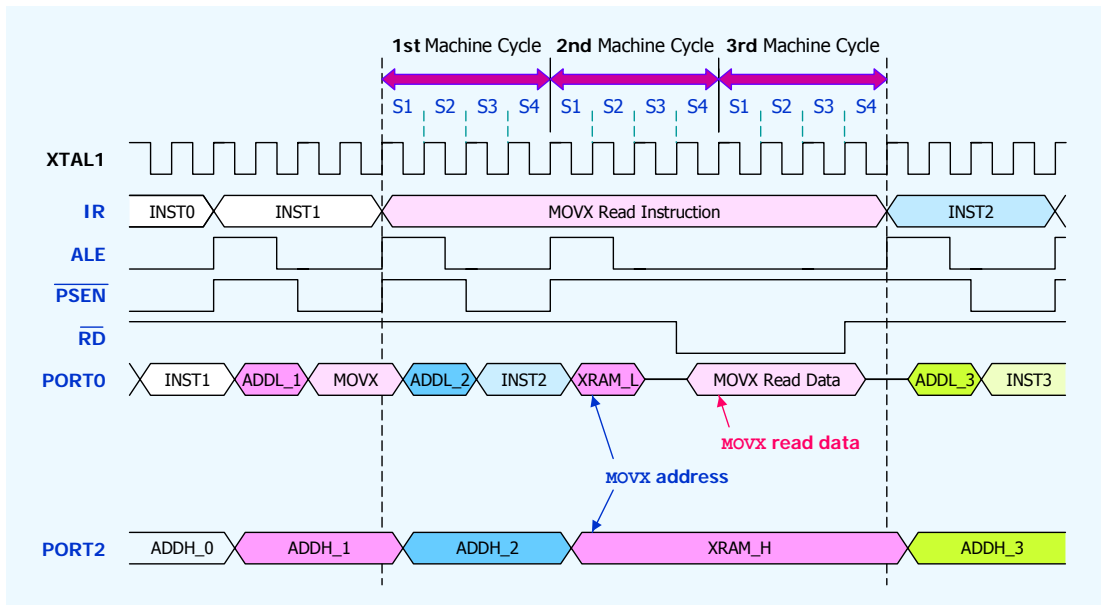 1st Machine Cycle 2nd Machine Cycle 3rd Machine Cycle
S1 S2 S3 S4 S1 S2 S3 S4 S1 S2 S3 S4
XTAL1
IR INST0 INST1 MOVX Read Instruction INST2
ALE
PSEN
RD
PORT0 INST1 ADDL_1 MOVX ADDL_2 INST2 XRAM_L MOVX Read Data ADDL_3 INST3
MOVX read data
MOVX address
PORT2 ADDH_0 ADDH_1 ADDH_2 XRAM_H ADDH_3